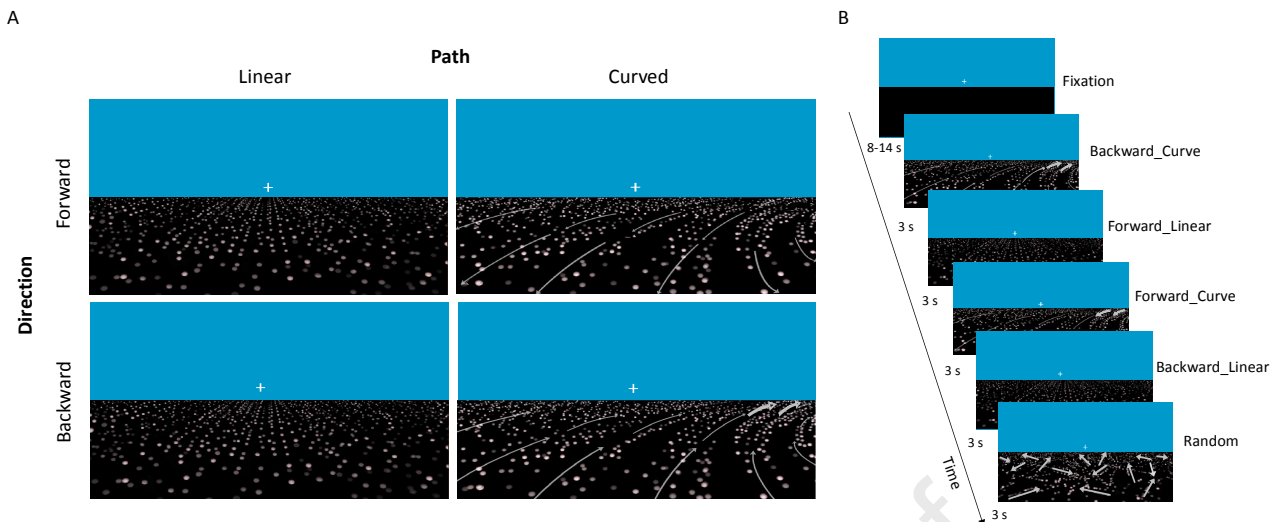 A
Path
Linear
Curved
Direction
Forward
Backward
B
Fixation
8-14 s
Backward_Curve
3 s
Forward_Linear
3 s
Forward_Curve
3 s
Backward_Linear
3 s
Random
3 s
Time
f